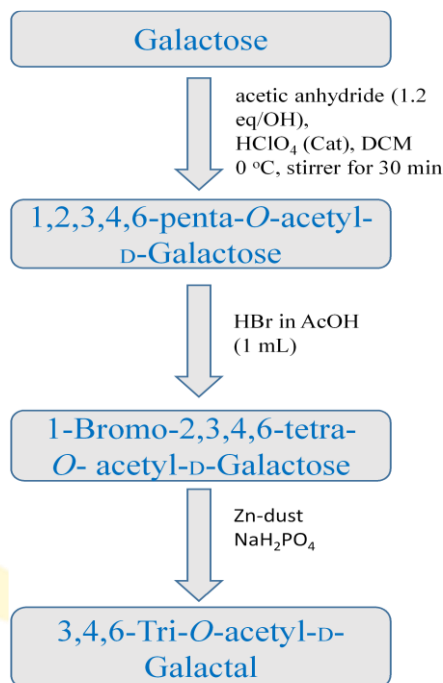 Galactose
acetic anhydride (1.2
eq/OH),
HClO₄ (Cat), DCM
0 °C, stirrer for 30 min
1,2,3,4,6-penta-O-acetyl-
D-Galactose
HBr in AcOH
(1 mL)
1-Bromo-2,3,4,6-tetra-
O- acetyl-D-Galactose
Zn-dust
NaH₂PO₄
3,4,6-Tri-O-acetyl-D-
Galactal